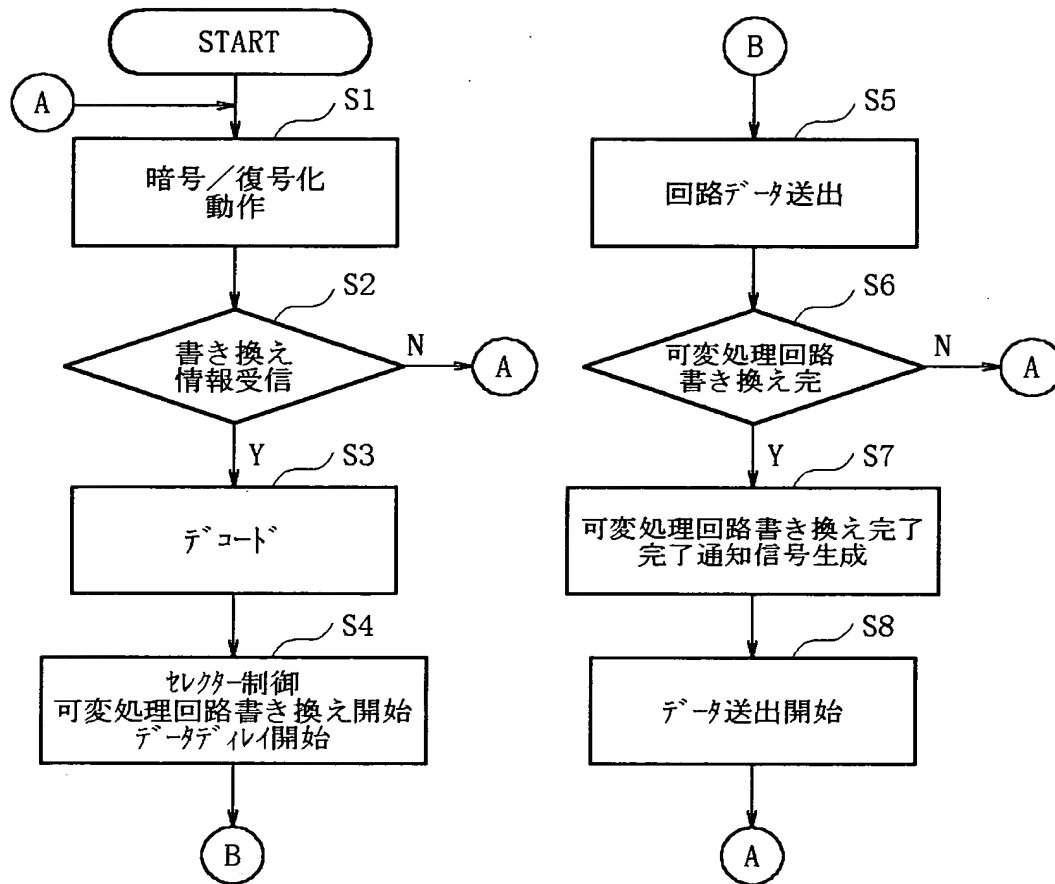 START
A
S1
暗号／復号化
動作
S2
書き換え
情報受信
N
A
Y
S3
デコード
S4
セレクター制御
可変処理回路書き換え開始
データディレイ開始
B
B
S5
回路データ送出
S6
可変処理回路
書き換え完
N
A
Y
S7
可変処理回路書き換え完了
完了通知信号生成
S8
データ送出開始
A